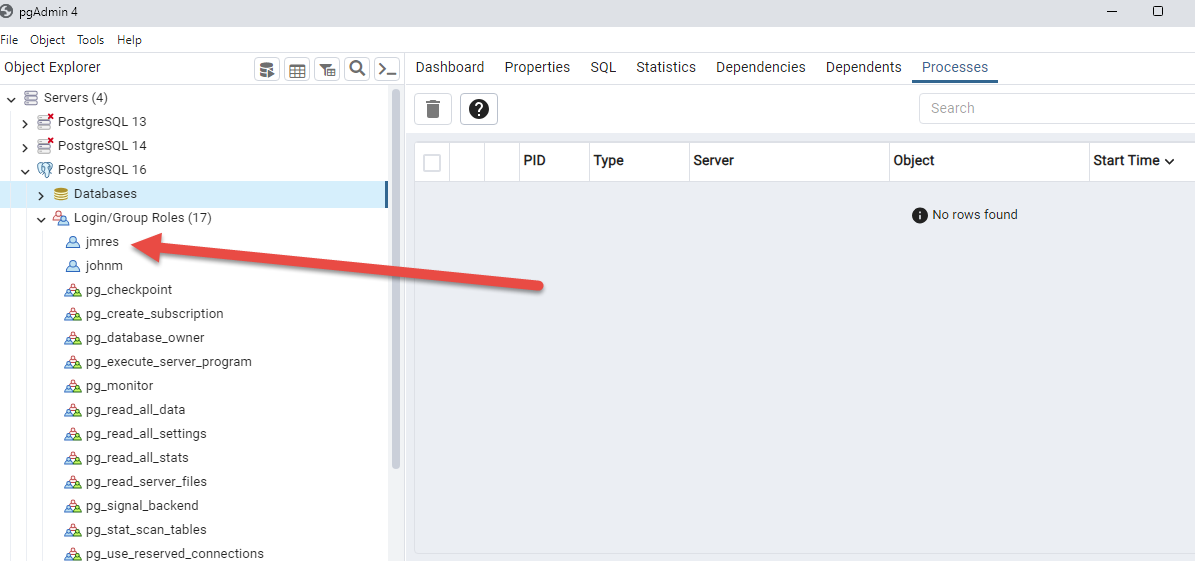 pgAdmin 4
File Object Tools Help
Object Explorer
Dashboard Properties SQL Statistics Dependencies Dependents Processes
Servers (4)
PostgreSQL 13
PostgreSQL 14
PostgreSQL 16
Databases
Login/Group Roles (17)
jmres
johnm
pg_checkpoint
pg_create_subscription
pg_database_owner
pg_execute_server_program
pg_monitor
pg_read_all_data
pg_read_all_settings
pg_read_all_stats
pg_read_server_files
pg_signal_backend
pg_stat_scan_tables
pg_use_reserved_connections
Search
PID Type Server Object Start Time
No rows found